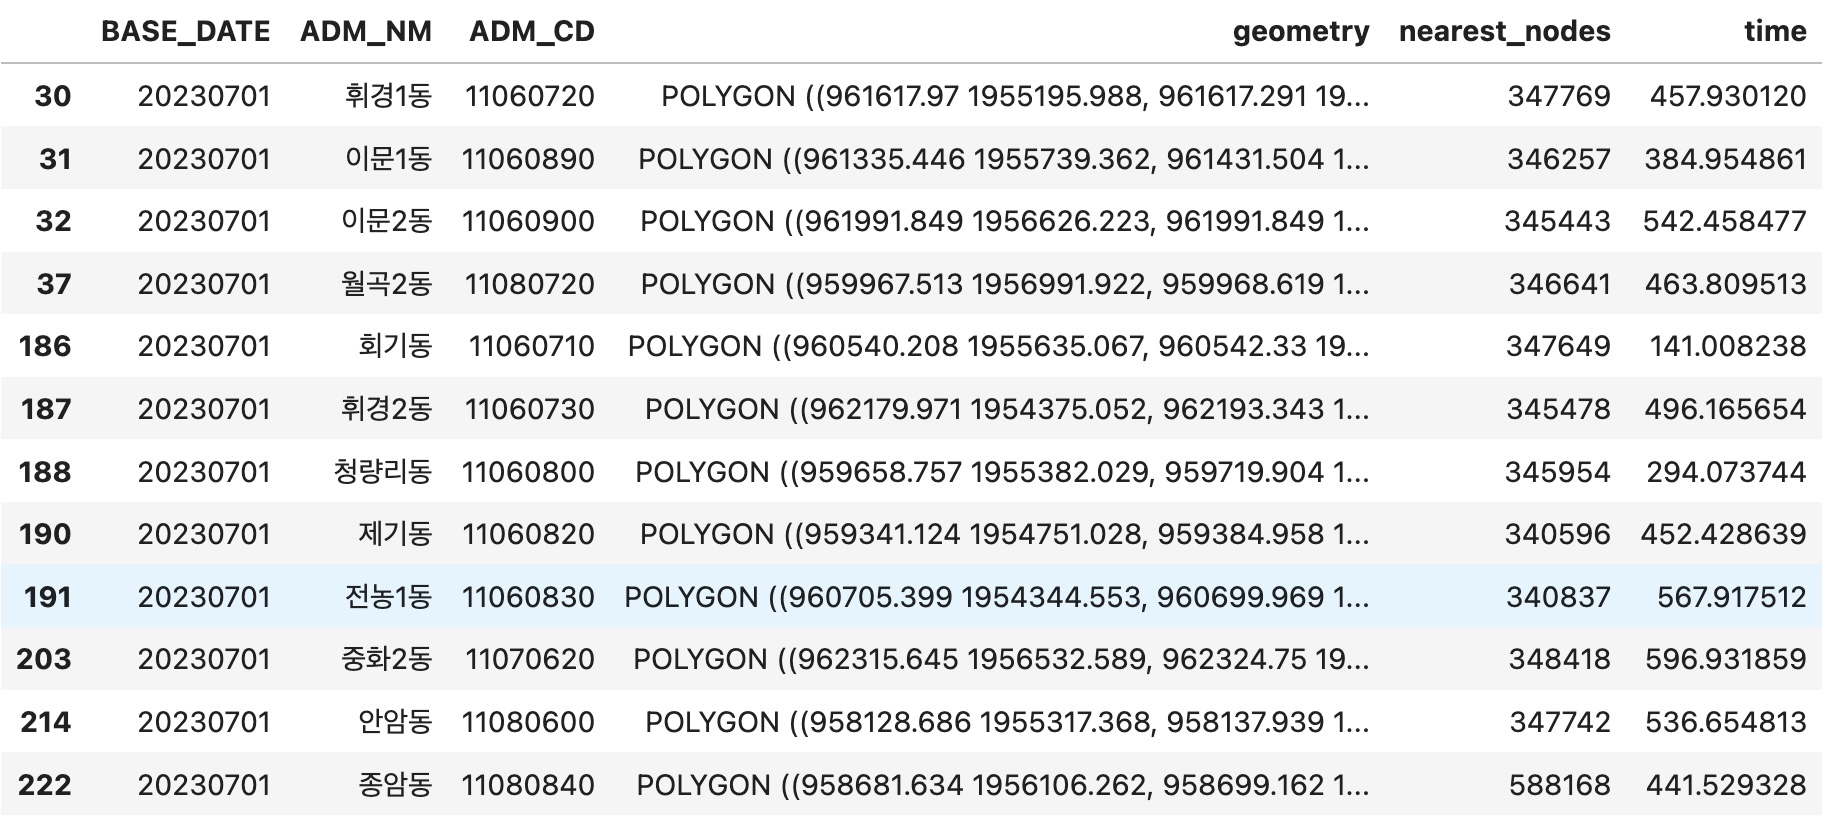 BASE_DATE ADM_NM ADM_CD geometry nearest_nodes time
30 20230701 휘경1동 11060720 POLYGON ((961617.97 1955195.988, 961617.291 19... 347769 457.930120
31 20230701 이문1동 11060890 POLYGON ((961335.446 1955739.362, 961431.504 1... 346257 384.954861
32 20230701 이문2동 11060900 POLYGON ((961991.849 1956626.223, 961991.849 1... 345443 542.458477
37 20230701 월곡2동 11080720 POLYGON ((959967.513 1956991.922, 959968.619 1... 346641 463.809513
186 20230701 회기동 11060710 POLYGON ((960540.208 1955635.067, 960542.33 19... 347649 141.008238
187 20230701 휘경2동 11060730 POLYGON ((962179.971 1954375.052, 962193.343 1... 345478 496.165654
188 20230701 청량리동 11060800 POLYGON ((959658.757 1955382.029, 959719.904 1... 345954 294.073744
190 20230701 제기동 11060820 POLYGON ((959341.124 1954751.028, 959384.958 1... 340596 452.428639
191 20230701 전농1동 11060830 POLYGON ((960705.399 1954344.553, 960699.969 1... 340837 567.917512
203 20230701 중화2동 11070620 POLYGON ((962315.645 1956532.589, 962324.75 19... 348418 596.931859
214 20230701 안암동 11080600 POLYGON ((958128.686 1955317.368, 958137.939 1... 347742 536.654813
222 20230701 종암동 11080840 POLYGON ((958681.634 1956106.262, 958699.162 1... 588168 441.529328